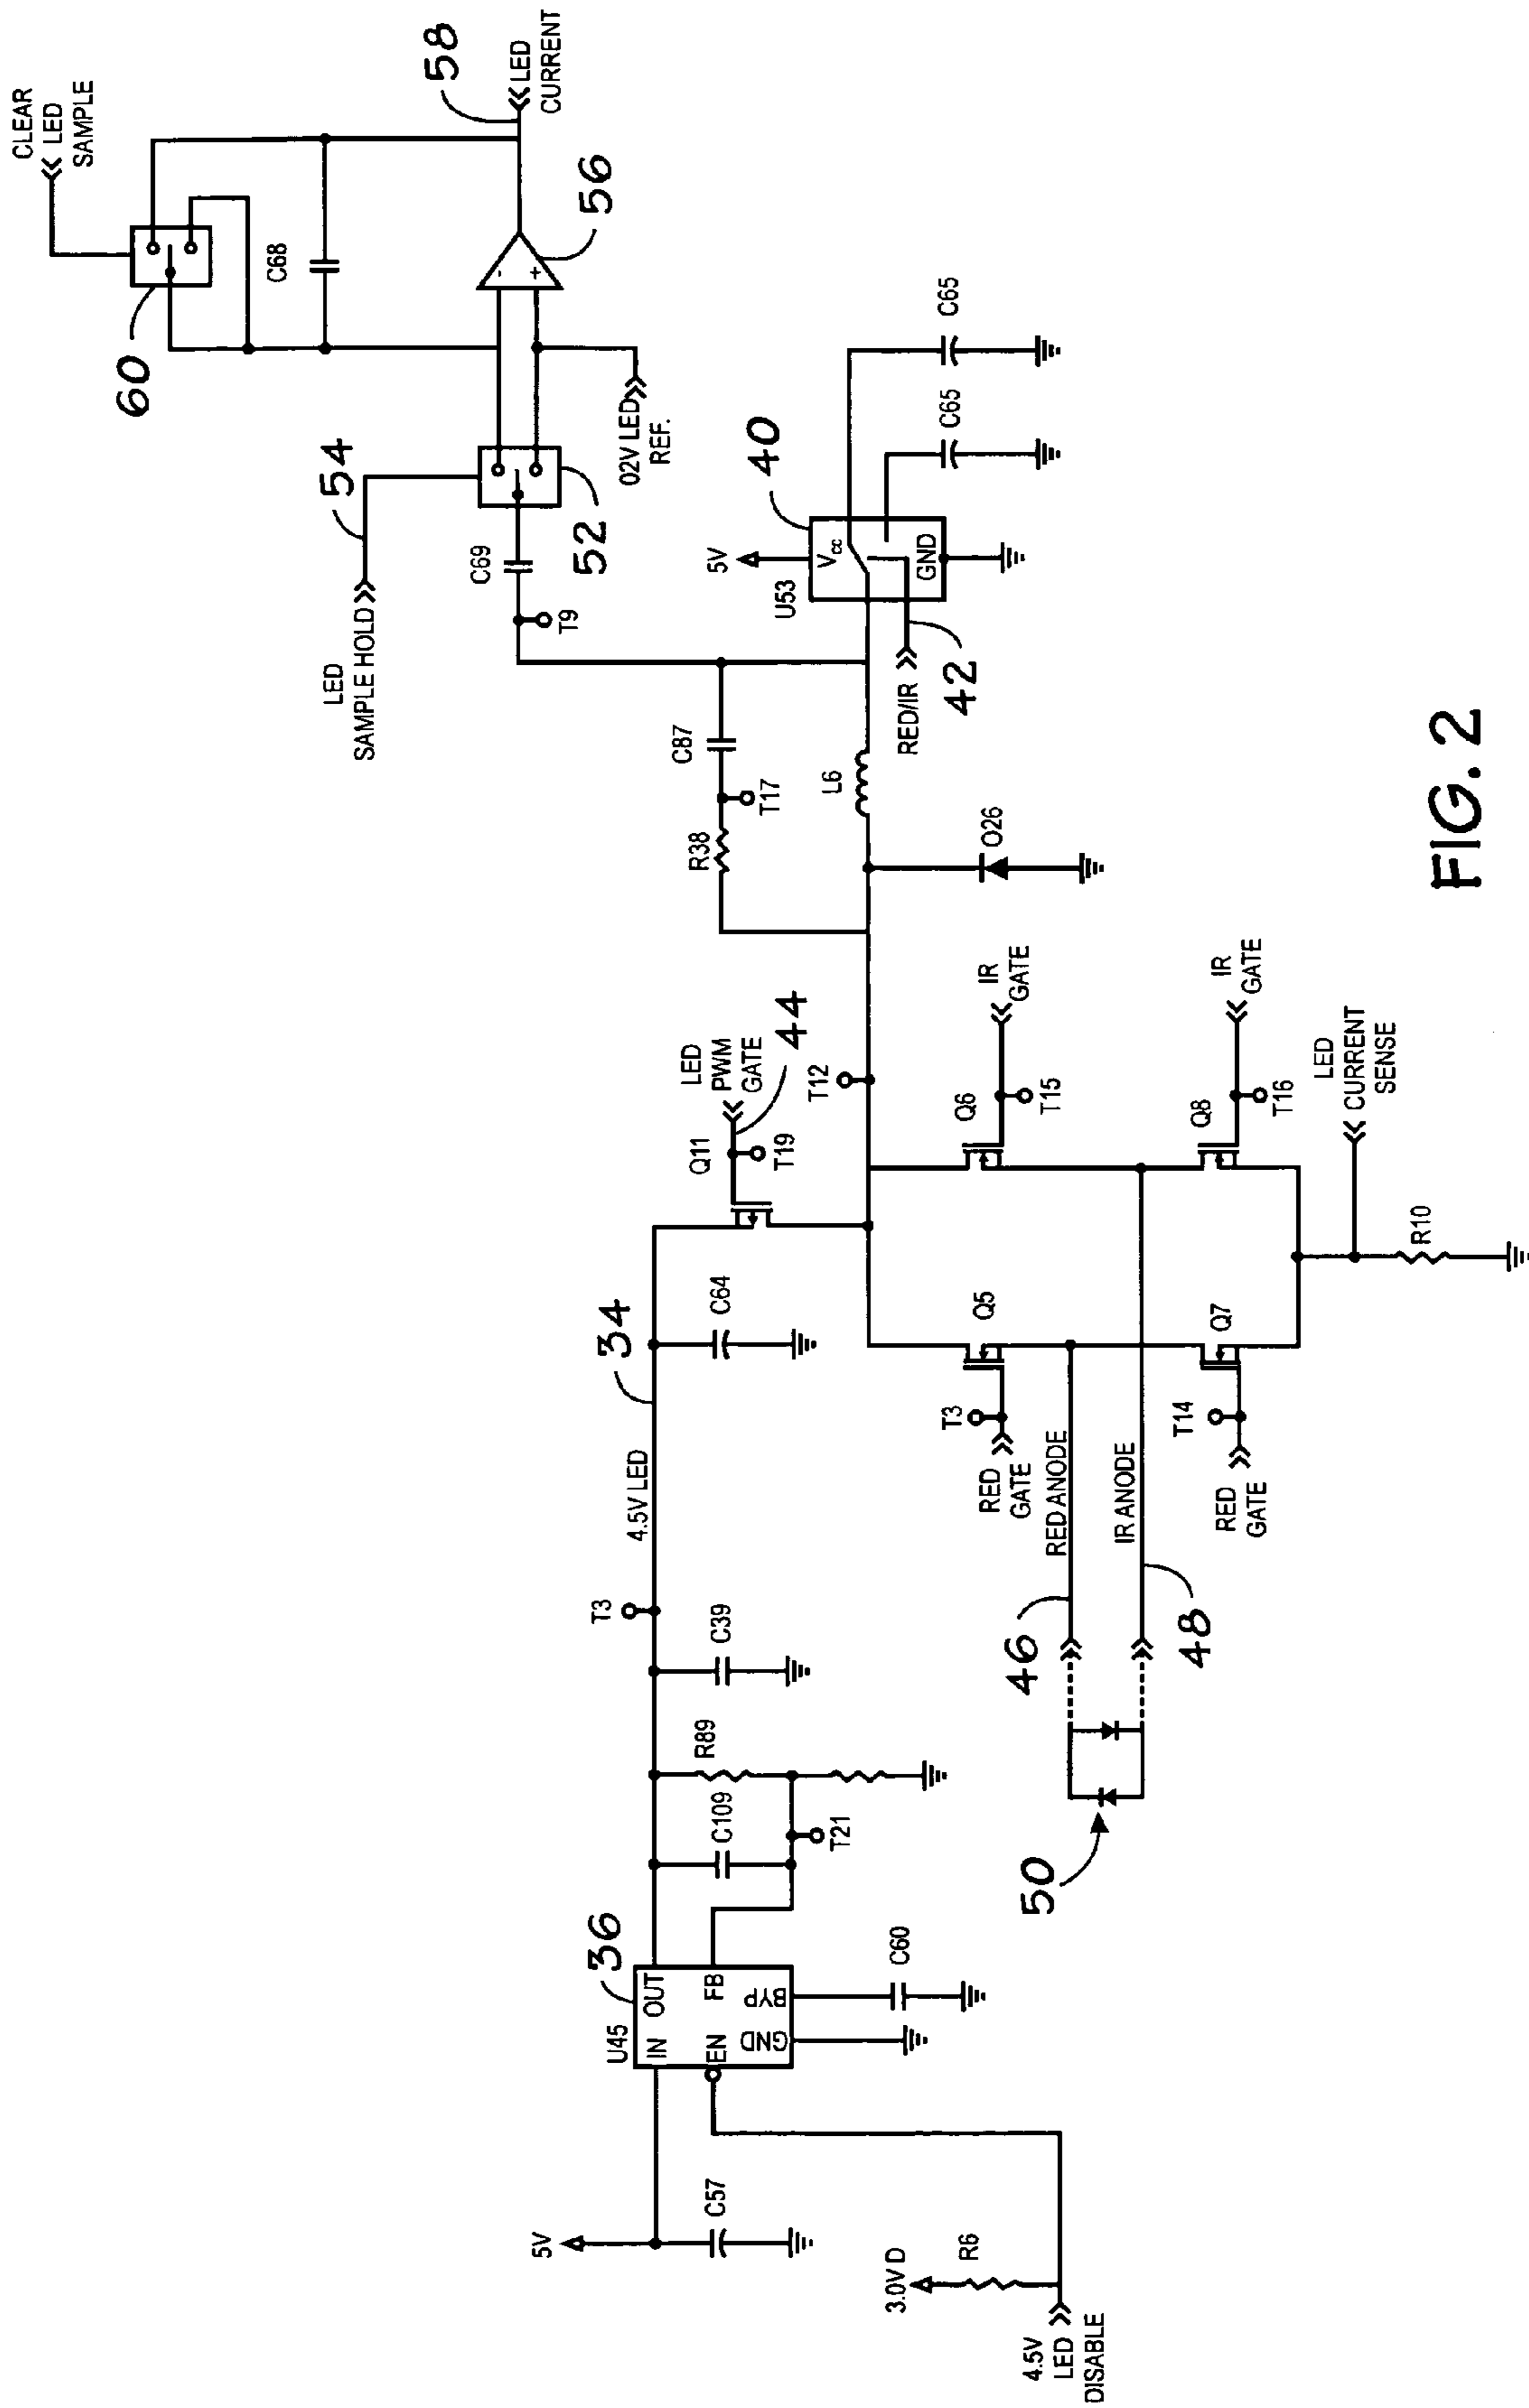 CLEAR
LED
SAMPLE
60
C68
58
LED
CURRENT
-
+
56
LED
SAMPLE HOLD
54
C69
T9
52
02V LED
REF.
40
5V
U53
Vcc
GND
C65
C65
RED/IR
42
C87
T17
R38
L6
O26
LED
PWM
GATE
44
Q11
T19
T12
34
4.5V LED
T3
C64
C39
R89
C109
T21
36
U45
IN
OUT
EN
FB
GND
BYP
C60
5V
C57
3.0V D
R6
4.5V
LED
DISABLE
Q6
IR
GATE
T15
Q8
IR
GATE
T16
Q5
T3
RED
GATE
RED ANODE
46
IR ANODE
48
50
Q7
T14
RED
GATE
LED
CURRENT
SENSE
R10
FIG. 2